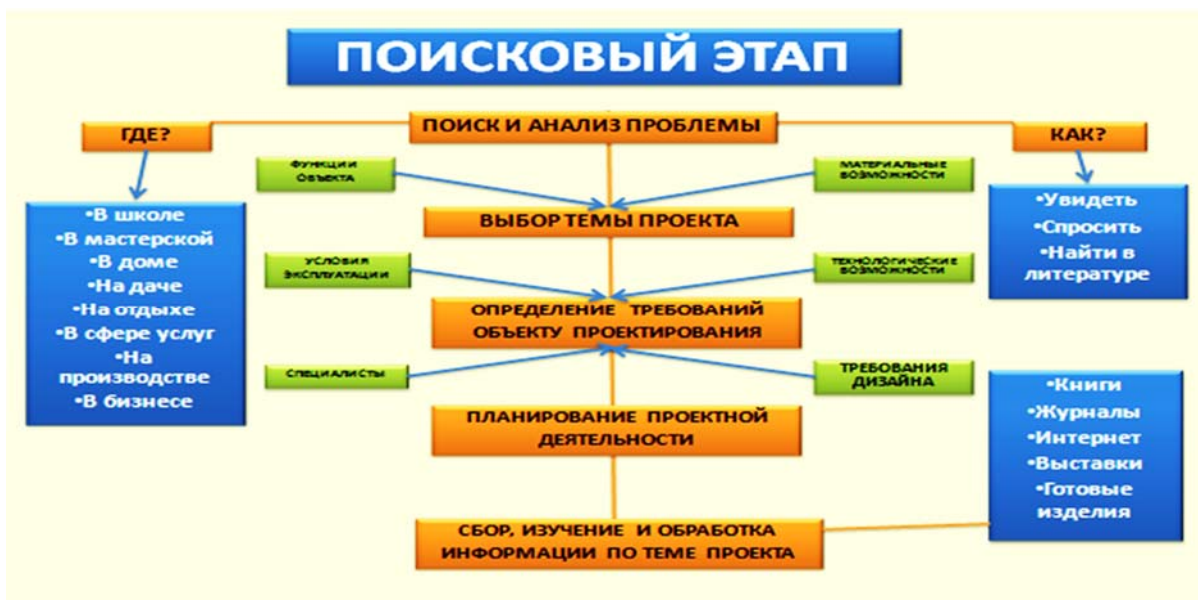 ПОИСКОВЫЙ ЭТАП
ПОИСК И АНАЛИЗ ПРОБЛЕМЫ
ГДЕ?
КАК?
ФУНКЦИИ
ОБЪЕКТА
МАТЕРИАЛЬНЫЕ
ВОЗМОЖНОСТИ
•В школе
•В мастерской
•В доме
•На даче
•На отдыхе
•В сфере услуг
•На
производстве
•В бизнесе
ВЫБОР ТЕМЫ ПРОЕКТА
•Увидеть
•Спросить
•Найти в
литературе
УСЛОВИЯ
ЭКСПЛУАТАЦИИ
ТЕХНОЛОГИЧЕСКИЕ
ВОЗМОЖНОСТИ
ОПРЕДЕЛЕНИЕ ТРЕБОВАНИЙ
ОБЪЕКТУ ПРОЕКТИРОВАНИЯ
СПЕЦИАЛИСТЫ
ТРЕБОВАНИЯ
ДИЗАЙНА
ПЛАНИРОВАНИЕ ПРОЕКТНОЙ
ДЕЯТЕЛЬНОСТИ
•Книги
•Журналы
•Интернет
•Выставки
•Готовые
изделия
СБОР, ИЗУЧЕНИЕ И ОБРАБОТКА
ИНФОРМАЦИИ ПО ТЕМЕ ПРОЕКТА